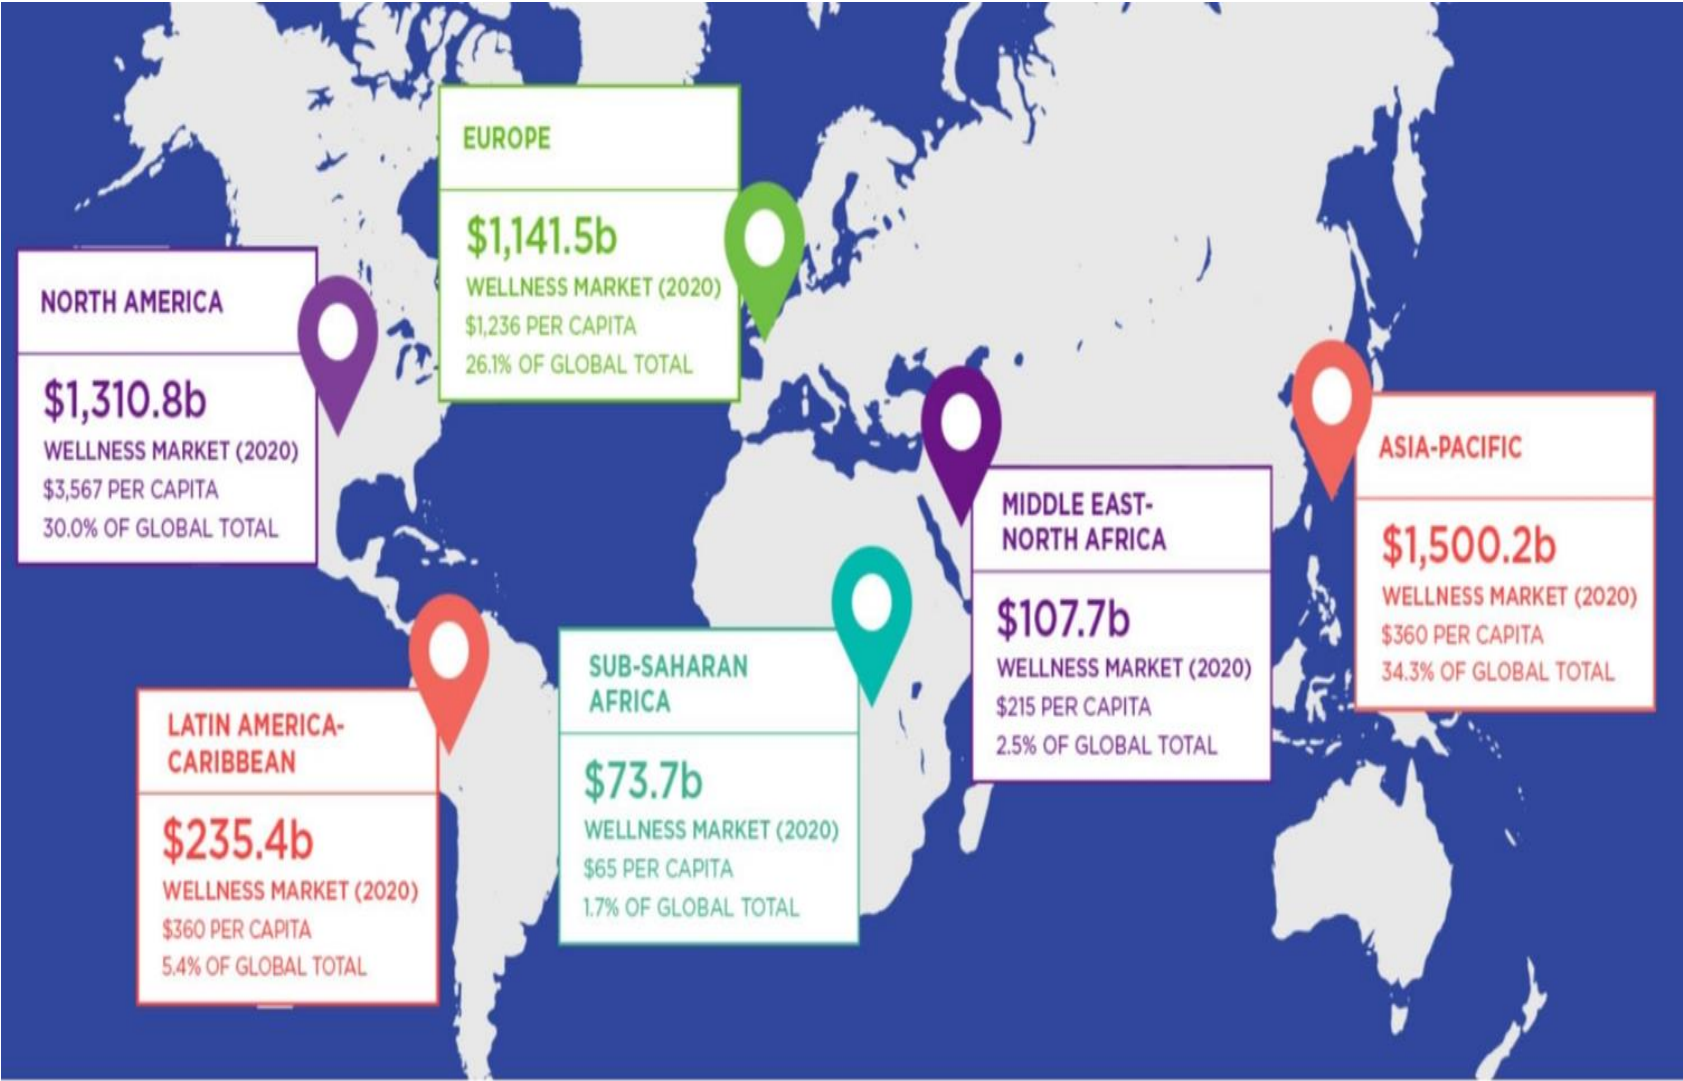 EUROPE
$1,141.5b
WELLNESS MARKET (2020)
$1,236 PER CAPITA
26.1% OF GLOBAL TOTAL
NORTH AMERICA
$1,310.8b
WELLNESS MARKET (2020)
$3,567 PER CAPITA
30.0% OF GLOBAL TOTAL
ASIA-PACIFIC
$1,500.2b
WELLNESS MARKET (2020)
$360 PER CAPITA
34.3% OF GLOBAL TOTAL
MIDDLE EAST-
NORTH AFRICA
$107.7b
WELLNESS MARKET (2020)
$215 PER CAPITA
2.5% OF GLOBAL TOTAL
SUB-SAHARAN
AFRICA
$73.7b
WELLNESS MARKET (2020)
$65 PER CAPITA
1.7% OF GLOBAL TOTAL
LATIN AMERICA-
CARIBBEAN
$235.4b
WELLNESS MARKET (2020)
$360 PER CAPITA
5.4% OF GLOBAL TOTAL